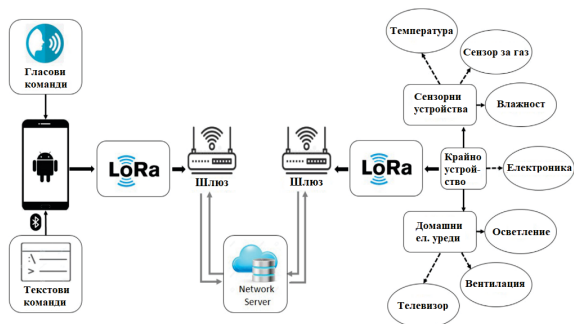 Гласови
команди
:\
>
Текстови
команди
LoRa
Шлюз
Шлюз
Network
Server
LoRa
Температура
Сензор за газ
Сензорни
устройства
Влажност
Крайно
устрой-
ство
Електроника
Домашни
ел. уреди
Осветление
Вентилация
Телевизор